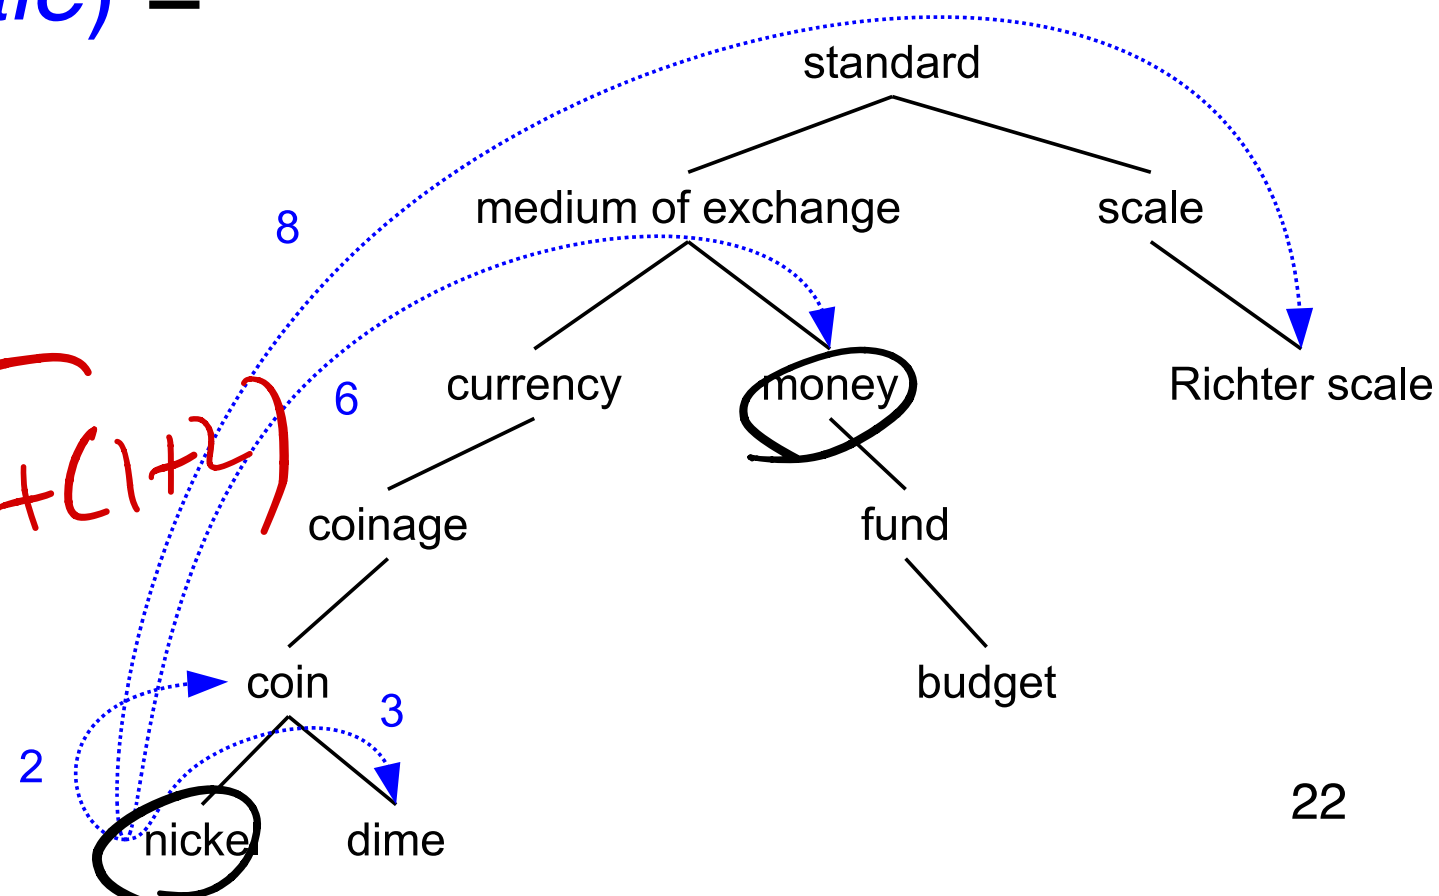 ) =
standard
8
medium of exchange scale
6
currency money Richter scale
+(1+2)
coinage fund
coin budget
3
2
22
nickel dime